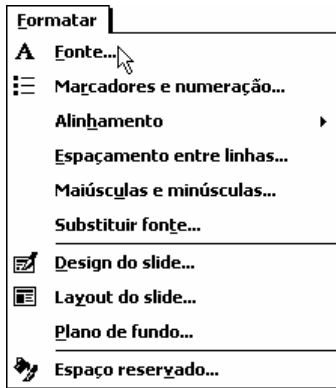 Formatar
Fonte...
Marcadores e numeração...
Alinhamento
Espaçamento entre linhas...
Maiúsculas e minúsculas...
Substituir fonte...
Design do slide...
Layout do slide...
Plano de fundo...
Espaço reservado...